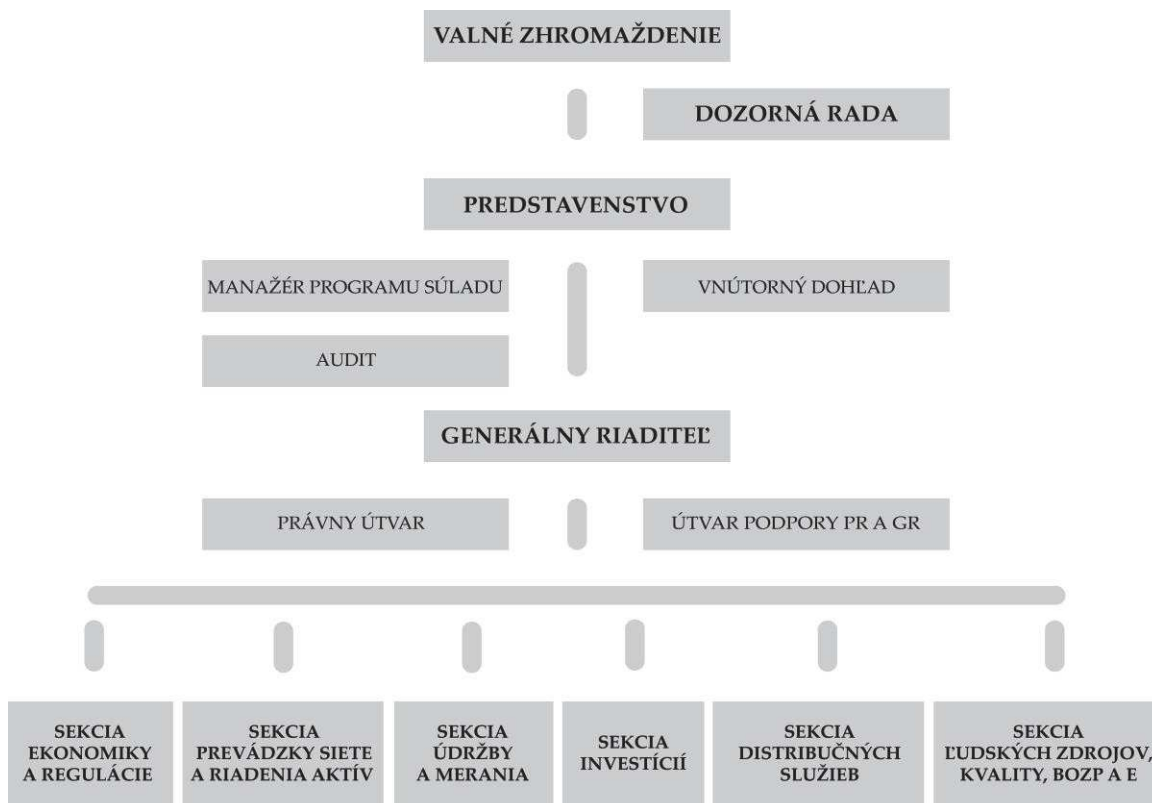 VALNÉ ZHROMAŽDENIE
DOZORNÁ RADA
PREDSTAVENSTVO
MANAŽÉR PROGRAMU SÚLADU
VNÚTORNÝ DOHĽAD
AUDIT
GENERÁLNY RIADITEĽ
PRÁVNY ÚTVAR
ÚTVAR PODPORY PR A GR
SEKCIA
EKONOMIKY
A REGULÁCIE
SEKCIA
PREVÁDZKY SIETE
A RIADENIA AKTÍV
SEKCIA
ÚDRŽBY
A MERANIA
SEKCIA
INVESTÍCIÍ
SEKCIA
DISTRIBUČNÝCH
SLUŽIEB
SEKCIA
ĽUDSKÝCH ZDROJOV,
KVALITY, BOZP A E